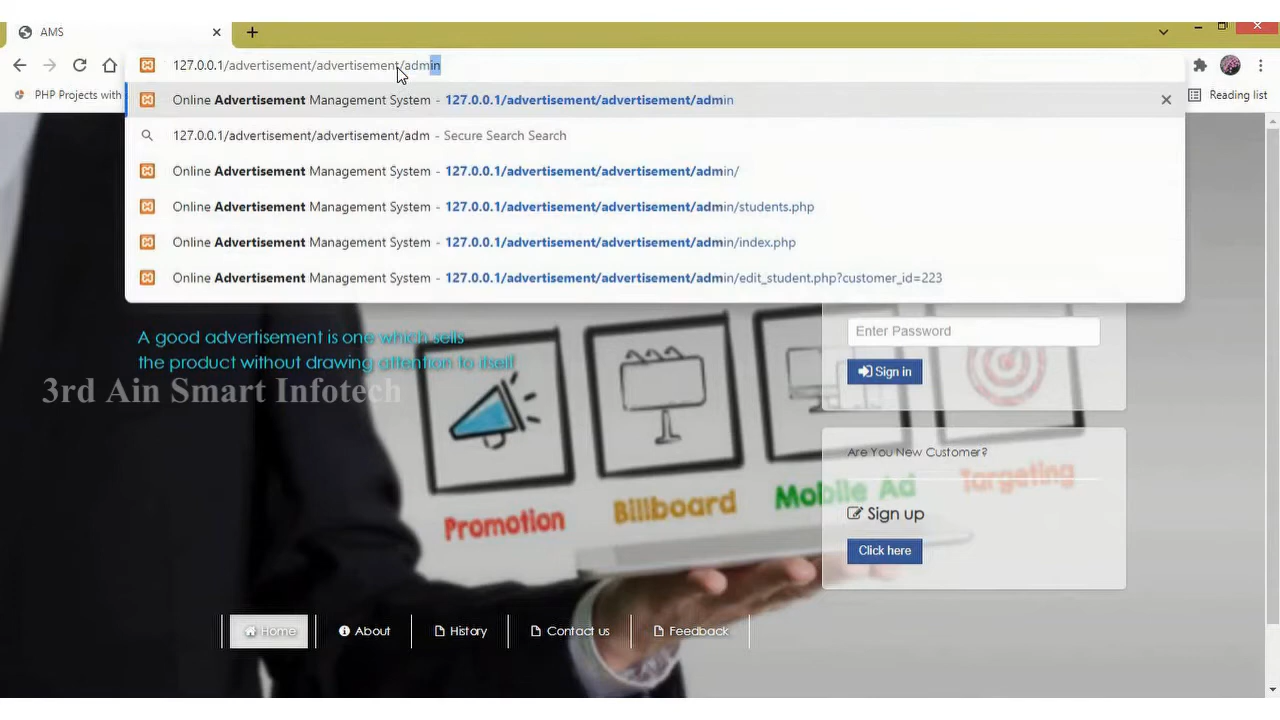 AMS
127.0.0.1/advertisement/advertisement/admin
PHP Projects with
Reading list
Online Advertisement Management System - 127.0.0.1/advertisement/advertisement/admin
127.0.0.1/advertisement/advertisement/adm - Secure Search Search
Online Advertisement Management System - 127.0.0.1/advertisement/advertisement/admin/
Online Advertisement Management System - 127.0.0.1/advertisement/advertisement/admin/students.php
Online Advertisement Management System - 127.0.0.1/advertisement/advertisement/admin/index.php
Online Advertisement Management System - 127.0.0.1/advertisement/advertisement/admin/edit_student.php?customer_id=223
A good advertisement is one which sells
the product without drawing attention to itself
3rd Ain Smart Infotech
Enter Password
Sign in
Are You New Customer?
Sign up
Click here
Promotion
Billboard
Mobile Ad
Targeting
Home
About
History
Contact us
Feedback